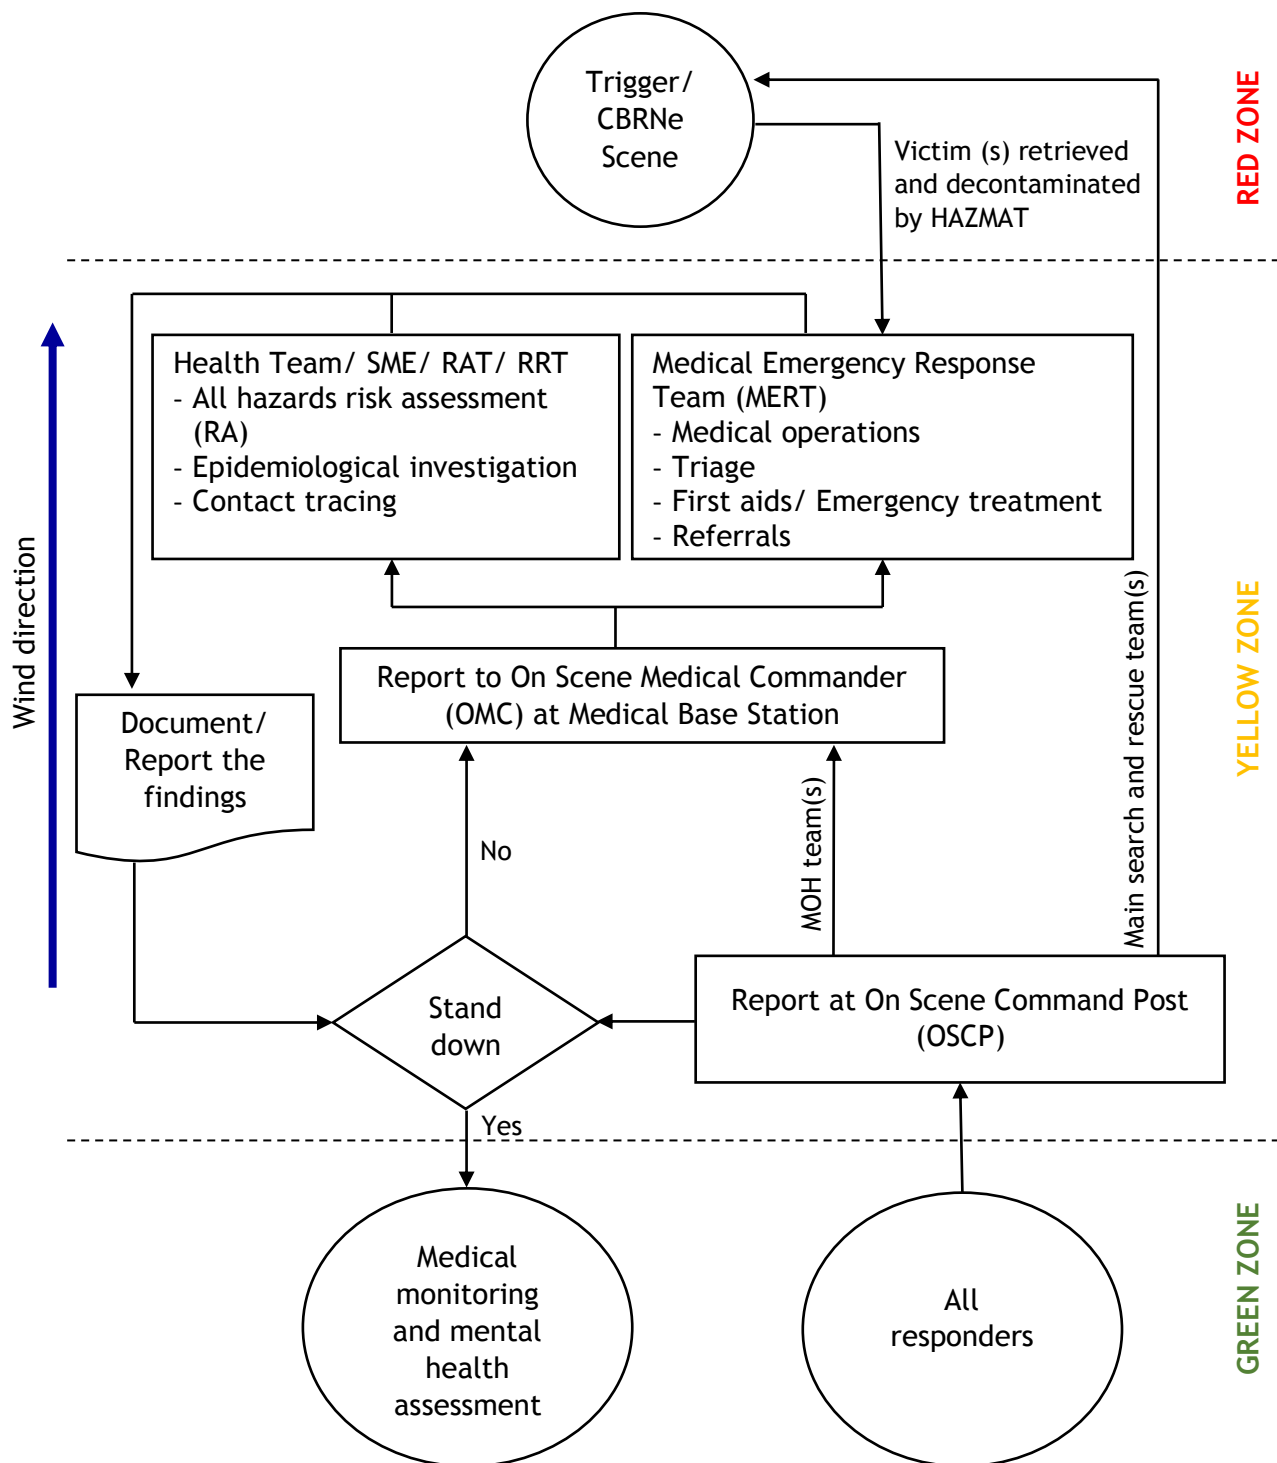 Trigger/
CBRNe
Scene
RED ZONE
Victim (s) retrieved
and decontaminated
by HAZMAT
Health Team/ SME/ RAT/ RRT
- All hazards risk assessment
(RA)
- Epidemiological investigation
- Contact tracing
Medical Emergency Response
Team (MERT)
- Medical operations
- Triage
- First aids/ Emergency treatment
- Referrals
Wind direction
Report to On Scene Medical Commander
(OMC) at Medical Base Station
Main search and rescue team(s)
YELLOW ZONE
Document/
Report the
findings
No
MOH team(s)
Stand
down
Report at On Scene Command Post
(OSCP)
Yes
Medical
monitoring
and mental
health
assessment
All
responders
GREEN ZONE